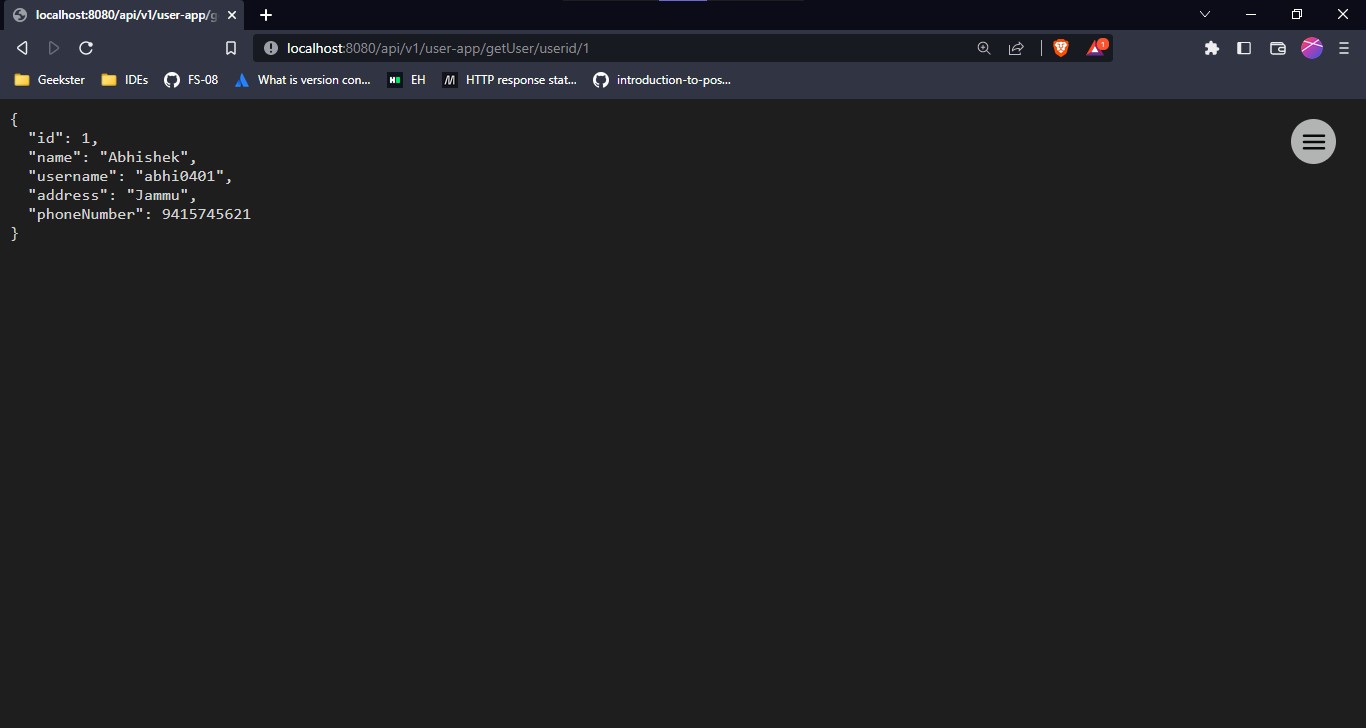 localhost:8080/api/v1/user-app/g
localhost:8080/api/v1/user-app/getUser/userid/1
1
Geekster
IDEs
FS-08
What is version con...
EH
HTTP response stat...
introduction-to-pos...
{
"id": 1,
"name": "Abhishek",
"username": "abhi0401",
"address": "Jammu",
"phoneNumber": 9415745621
}